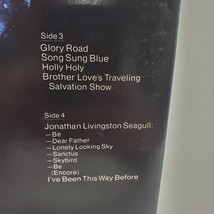 Side 3
Glory Road
Song Sung Blue
Holly Holy
Brother Love's Traveling
Salvation Show
Side 4
Jonathan Livingston Seagull:
—Be
—Dear Father
—Lonely Looking Sky
—Sanctus
—Skybird
—Be
(Encore)
I've Been This Way Before